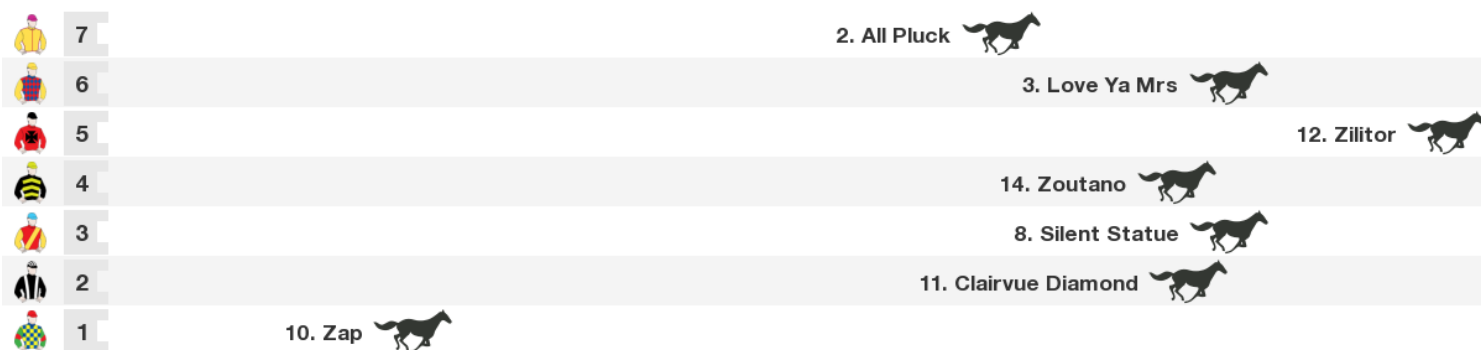 7 2. All Pluck
6 3. Love Ya Mrs
5 12. Zilitor
4 14. Zoutano
3 8. Silent Statue
2 11. Clairvue Diamond
1 10. Zap